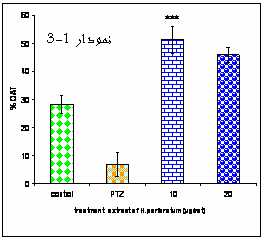 نمودار 1-3
***
60
50
40
30
20
10
0
% CAT
control PTZ 10 20
treatment extract of H.perforatum (µg/ml)